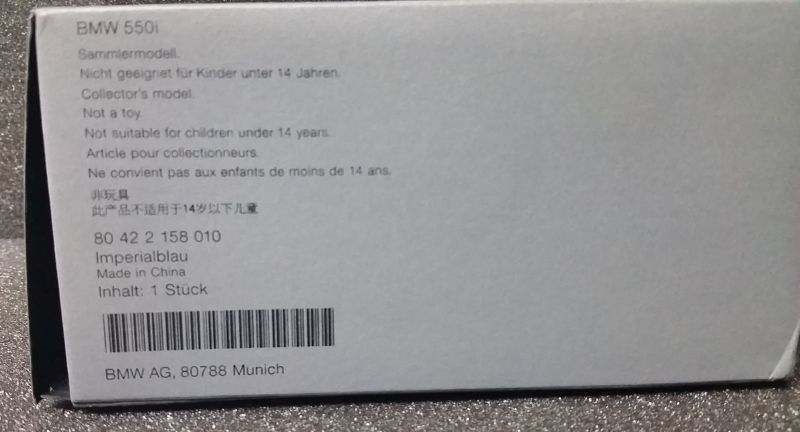 BMW 550i
Sammlermodell.
Nicht geeignet für Kinder unter 14 Jahren.
Collector's model.
Not a toy.
Not suitable for children under 14 years.
Article pour collectionneurs.
Ne convient pas aux enfants de moins de 14 ans.
非玩具
此产品不适用于14岁以下儿童
80 42 2 158 010
Imperialblau
Made in China
Inhalt: 1 Stück
BMW AG, 80788 Munich